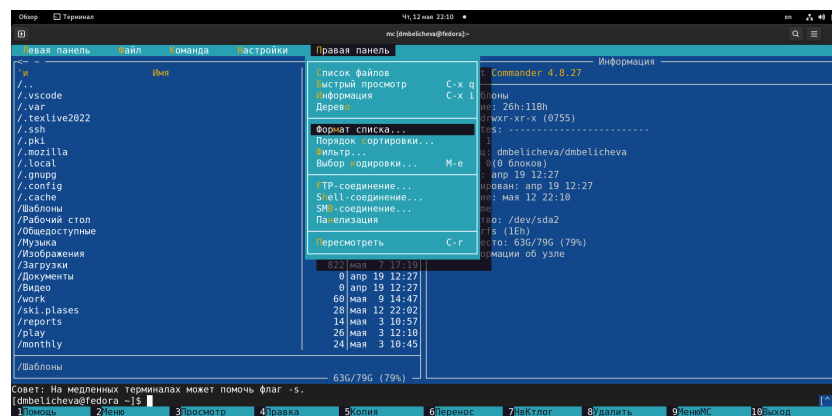 Обзор Терминал Чт, 12 мая 22:10 en
mc [dmbelicheva@fedora]:~
Левая панель Файл Команда Настройки Правая панель
<— ~ Информация
'и Имя Список файлов t Commander 4.8.27
/.. Быстрый просмотр C-x q
/.vscode Информация C-x i блоны
/.var Дерево ие: 26h:11Bh
/.texlive2022 drwxr-xr-x (0755)
/.ssh Формат списка... tes: -------------------------
/.pki Порядок сортировки... 1
/.mozilla Фильтр... ц: dmbelicheva/dmbelicheva
/.local Выбор кодировки... M-e 0(0 блоков)
/.gnupg : апр 19 12:27
/.config FTP-соединение... ирован: апр 19 12:27
/.cache Shell-соединение... ие: мая 12 22:10
/Шаблоны SMB-соединение... me
/Рабочий стол Панелизация тво: /dev/sda2
/Общедоступные rfs (1Eh)
/Музыка Пересмотреть C-r есто: 63G/79G (79%)
/Изображения ормации об узле
/Загрузки 822 мая 7 17:19
/Документы 0 апр 19 12:27
/Видео 0 апр 19 12:27
/work 60 мая 9 14:47
/ski.plases 28 мая 12 22:02
/reports 14 мая 3 10:57
/play 26 мая 3 12:10
/monthly 24 мая 3 10:45
/Шаблоны
63G/79G (79%)
Совет: На медленных терминалах может помочь флаг -s.
[dmbelicheva@fedora ~]$ [^
1Помощь 2Меню 3Просмотр 4Правка 5Копия 6Перенос 7НвКтлог 8Удалить 9МенюМС 10Выход